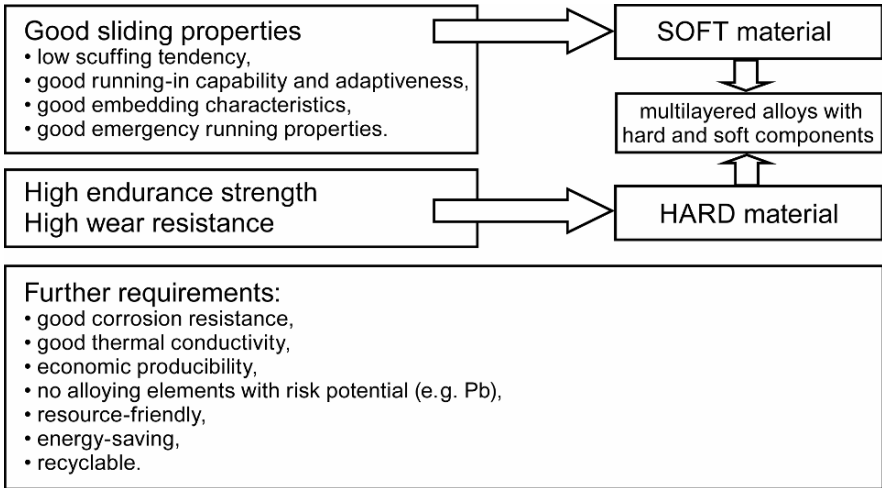 Good sliding properties
• low scuffing tendency,
• good running-in capability and adaptiveness,
• good embedding characteristics,
• good emergency running properties.
SOFT material
multilayered alloys with
hard and soft components
High endurance strength
High wear resistance
HARD material
Further requirements:
• good corrosion resistance,
• good thermal conductivity,
• economic producibility,
• no alloying elements with risk potential (e.g. Pb),
• resource-friendly,
• energy-saving,
• recyclable.